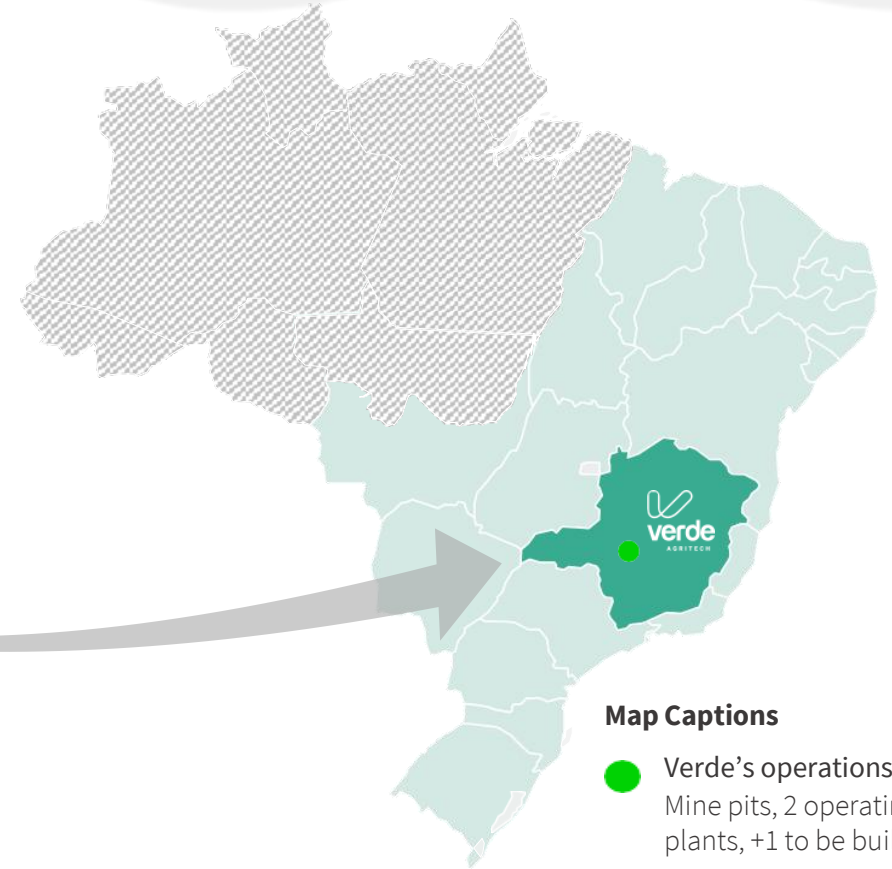 verde
AGRITECH
Map Captions
Verde’s operations
Mine pits, 2 operatin
plants, +1 to be bui